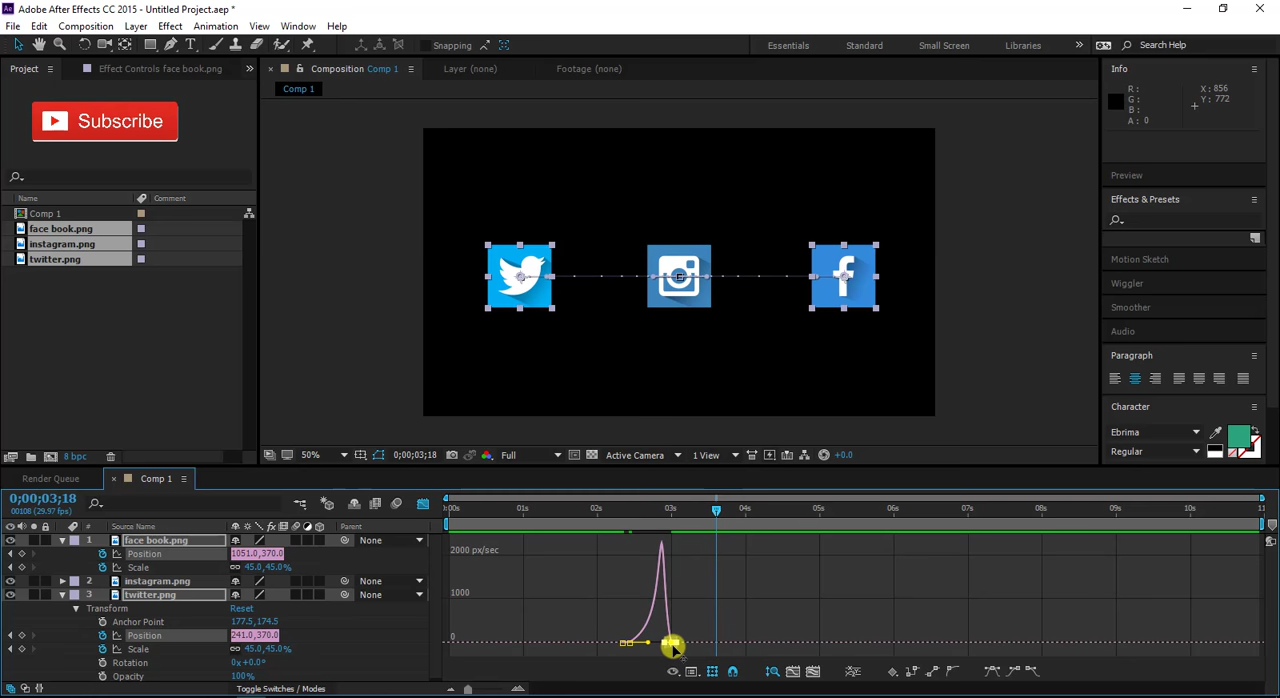 Adobe After Effects CC 2015 - Untitled Project.aep *
File Edit Composition Layer Effect Animation View Window Help
Snapping Essentials Standard Small Screen Libraries Search Help
Project Effect Controls face book.png Composition Comp 1 Layer (none) Footage (none) Info
Comp 1
R: X: 856
G: Y: 772
B:
A: 0
Subscribe
Preview
Effects & Presets
Name Comment
Comp 1
face book.png
instagram.png
twitter.png
Motion Sketch
Wiggler
Smoother
Audio
Paragraph
Character
Ebrima
Regular
8 bpc 50% 0;00;03;18 Full Active Camera 1 View +0.0
Render Queue Comp 1
0;00;03;18
00108 (29.97 fps)
:00s 01s 02s 03s 04s 05s 06s 07s 08s 09s 10s 11
# Source Name Parent
1 face book.png None
Position 1051.0,370.0
Scale 45.0,45.0%
2 instagram.png None
3 twitter.png None
Transform Reset
Anchor Point 177.5,174.5
Position 241.0,370.0
Scale 45.0,45.0%
Rotation 0x+0.0°
Opacity 100%
2000 px/sec
1000
0
Toggle Switches / Modes